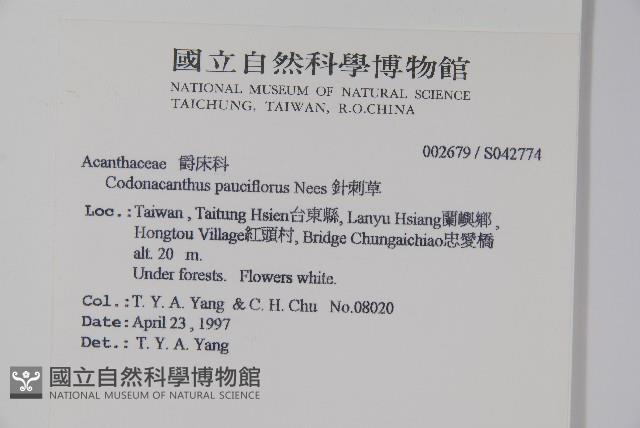 國立自然科學博物館
NATIONAL MUSEUM OF NATURAL SCIENCE
TAICHUNG, TAIWAN, R.O.CHINA
002679 / S042774
Acanthaceae 爵床科
Codonacanthus pauciflorus Nees 針刺草
Loc.: Taiwan , Taitung Hsien台東縣, Lanyu Hsiang蘭嶼鄉 ,
Hongtou Village紅頭村, Bridge Chungaichiao忠愛橋
alt. 20 m.
Under forests. Flowers white.
Col.: T. Y. A. Yang & C. H. Chu No.08020
Date: April 23 , 1997
Det.: T. Y. A. Yang
國立自然科學博物館
NATIONAL MUSEUM OF NATURAL SCIENCE